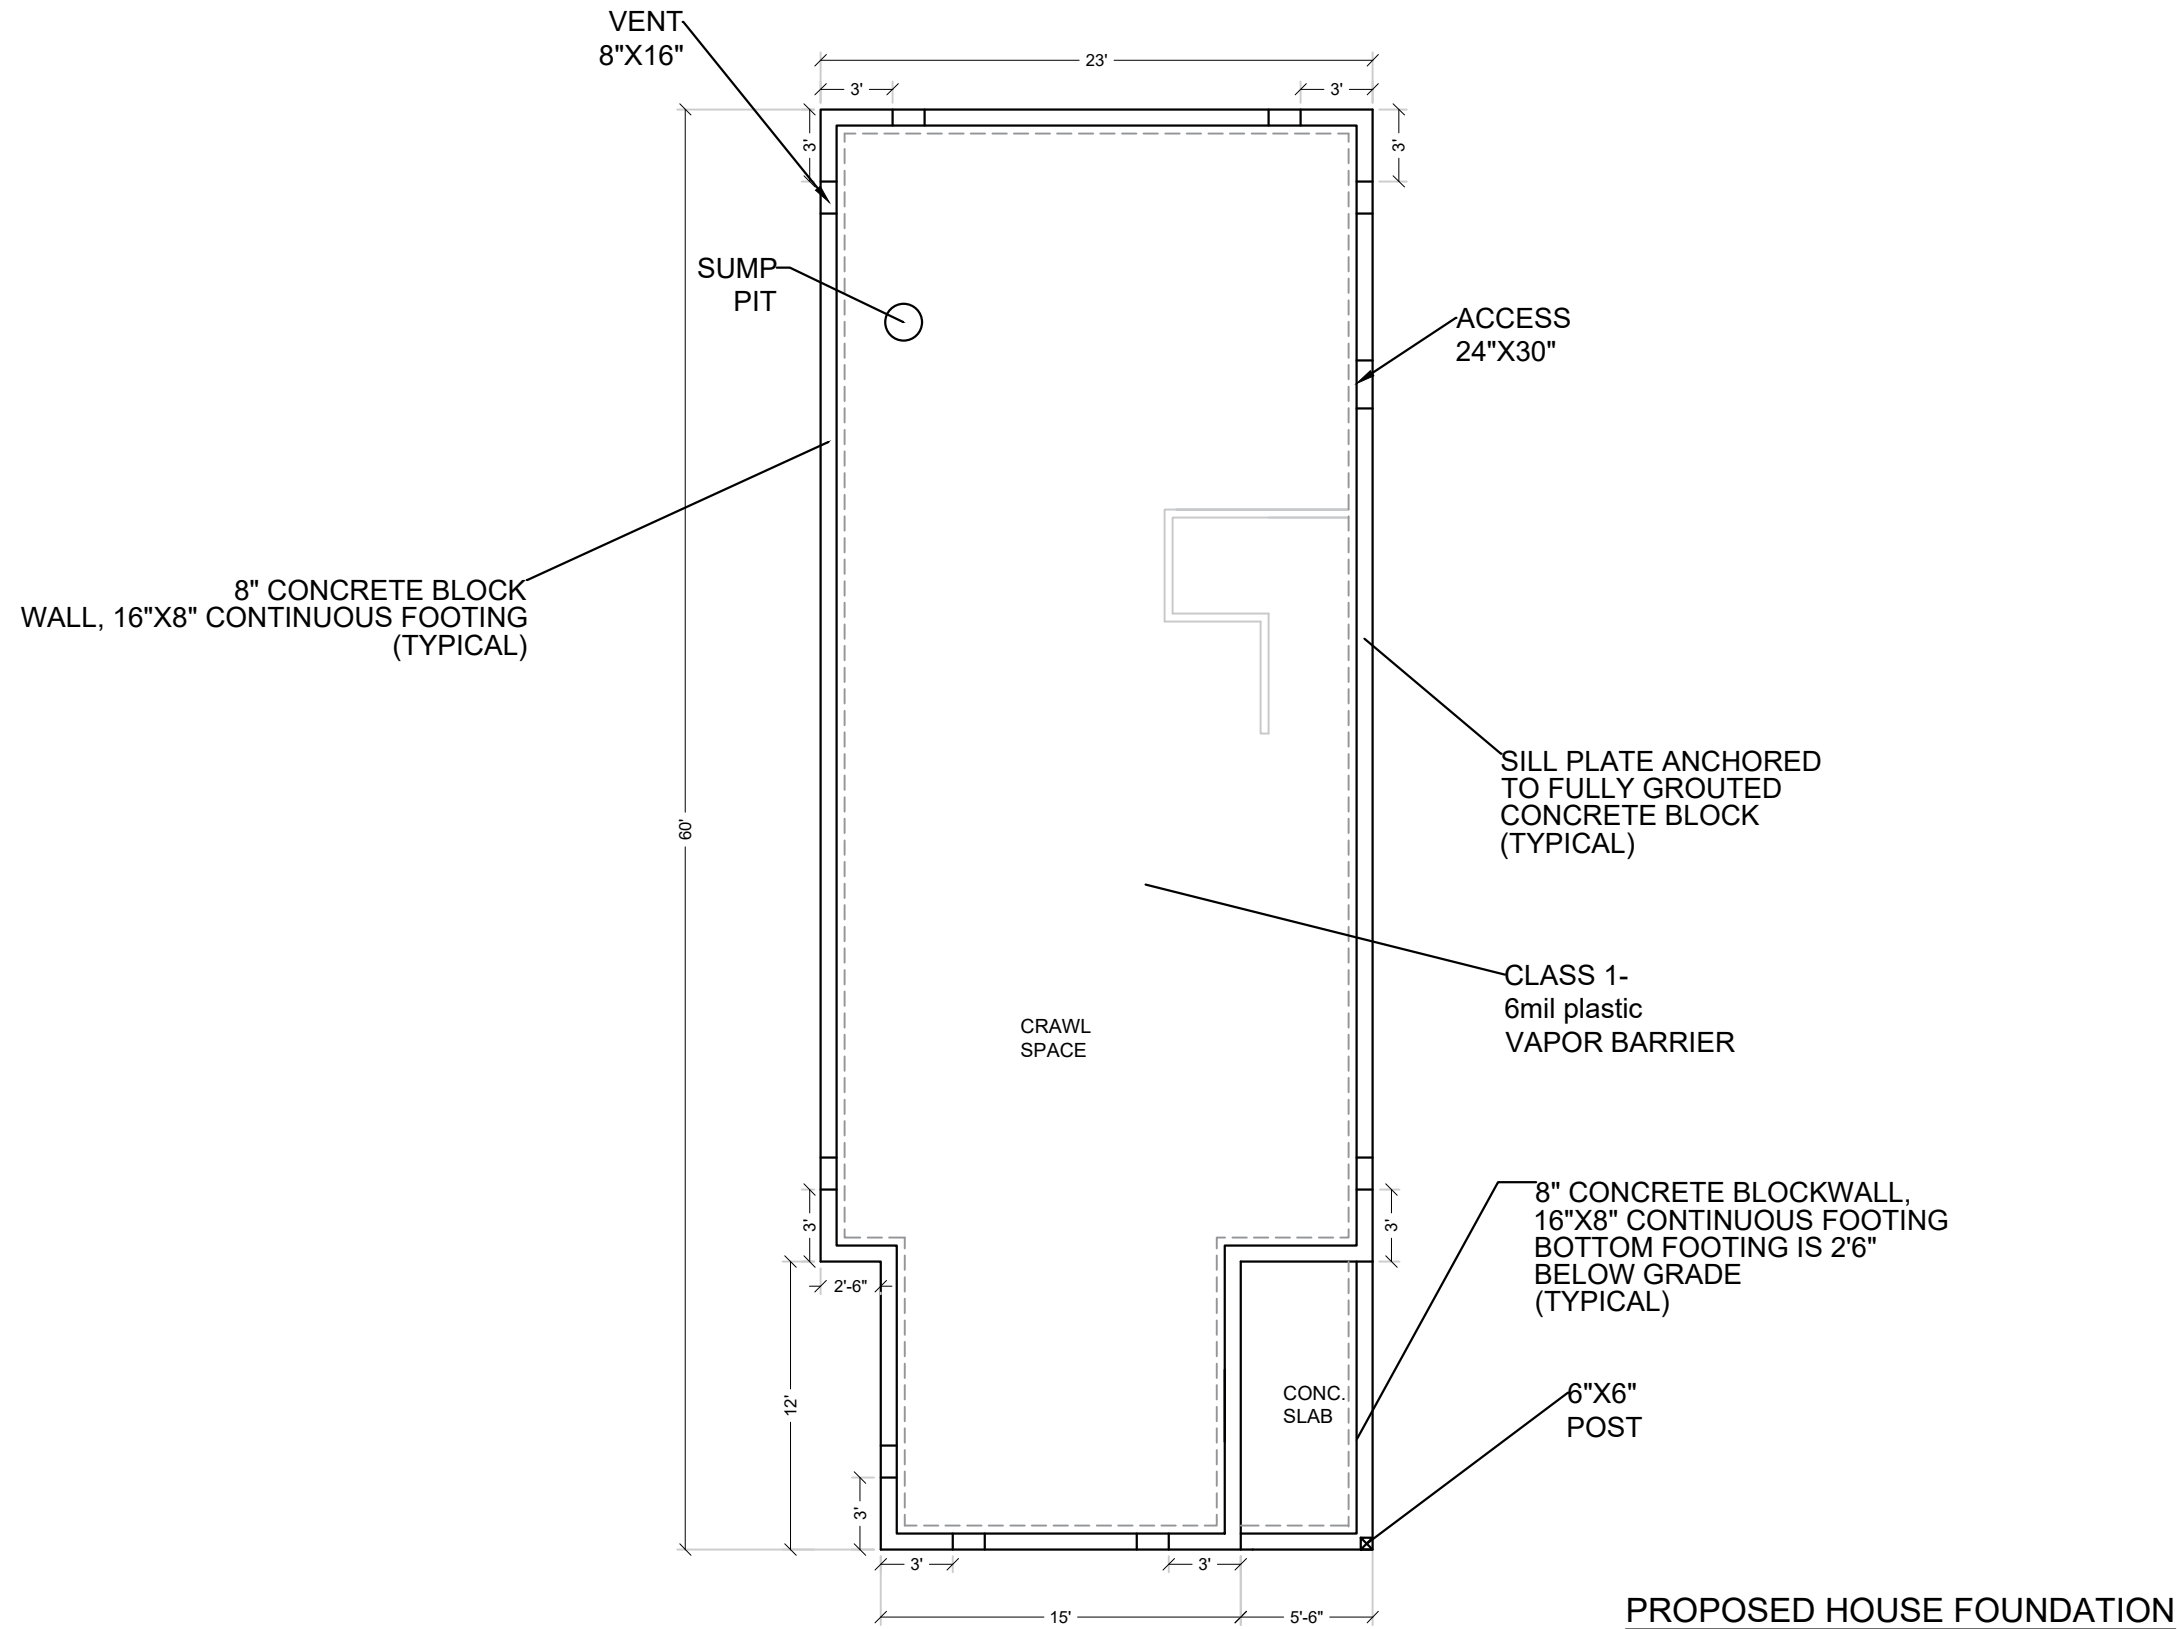 VENT
8"X16"
23'
3'
3'
3'
3'
SUMP
PIT
ACCESS
24"X30"
8" CONCRETE BLOCK
WALL, 16"X8" CONTINUOUS FOOTING
(TYPICAL)
SILL PLATE ANCHORED
TO FULLY GROUTED
CONCRETE BLOCK
(TYPICAL)
60'
CLASS 1-
6mil plastic
VAPOR BARRIER
CRAWL
SPACE
8" CONCRETE BLOCKWALL,
16"X8" CONTINUOUS FOOTING
BOTTOM FOOTING IS 2'6"
BELOW GRADE
(TYPICAL)
3'
3'
2'-6"
12'
CONC.
SLAB
6"X6"
POST
3'
3'
3'
15'
5'-6"
PROPOSED HOUSE FOUNDATION